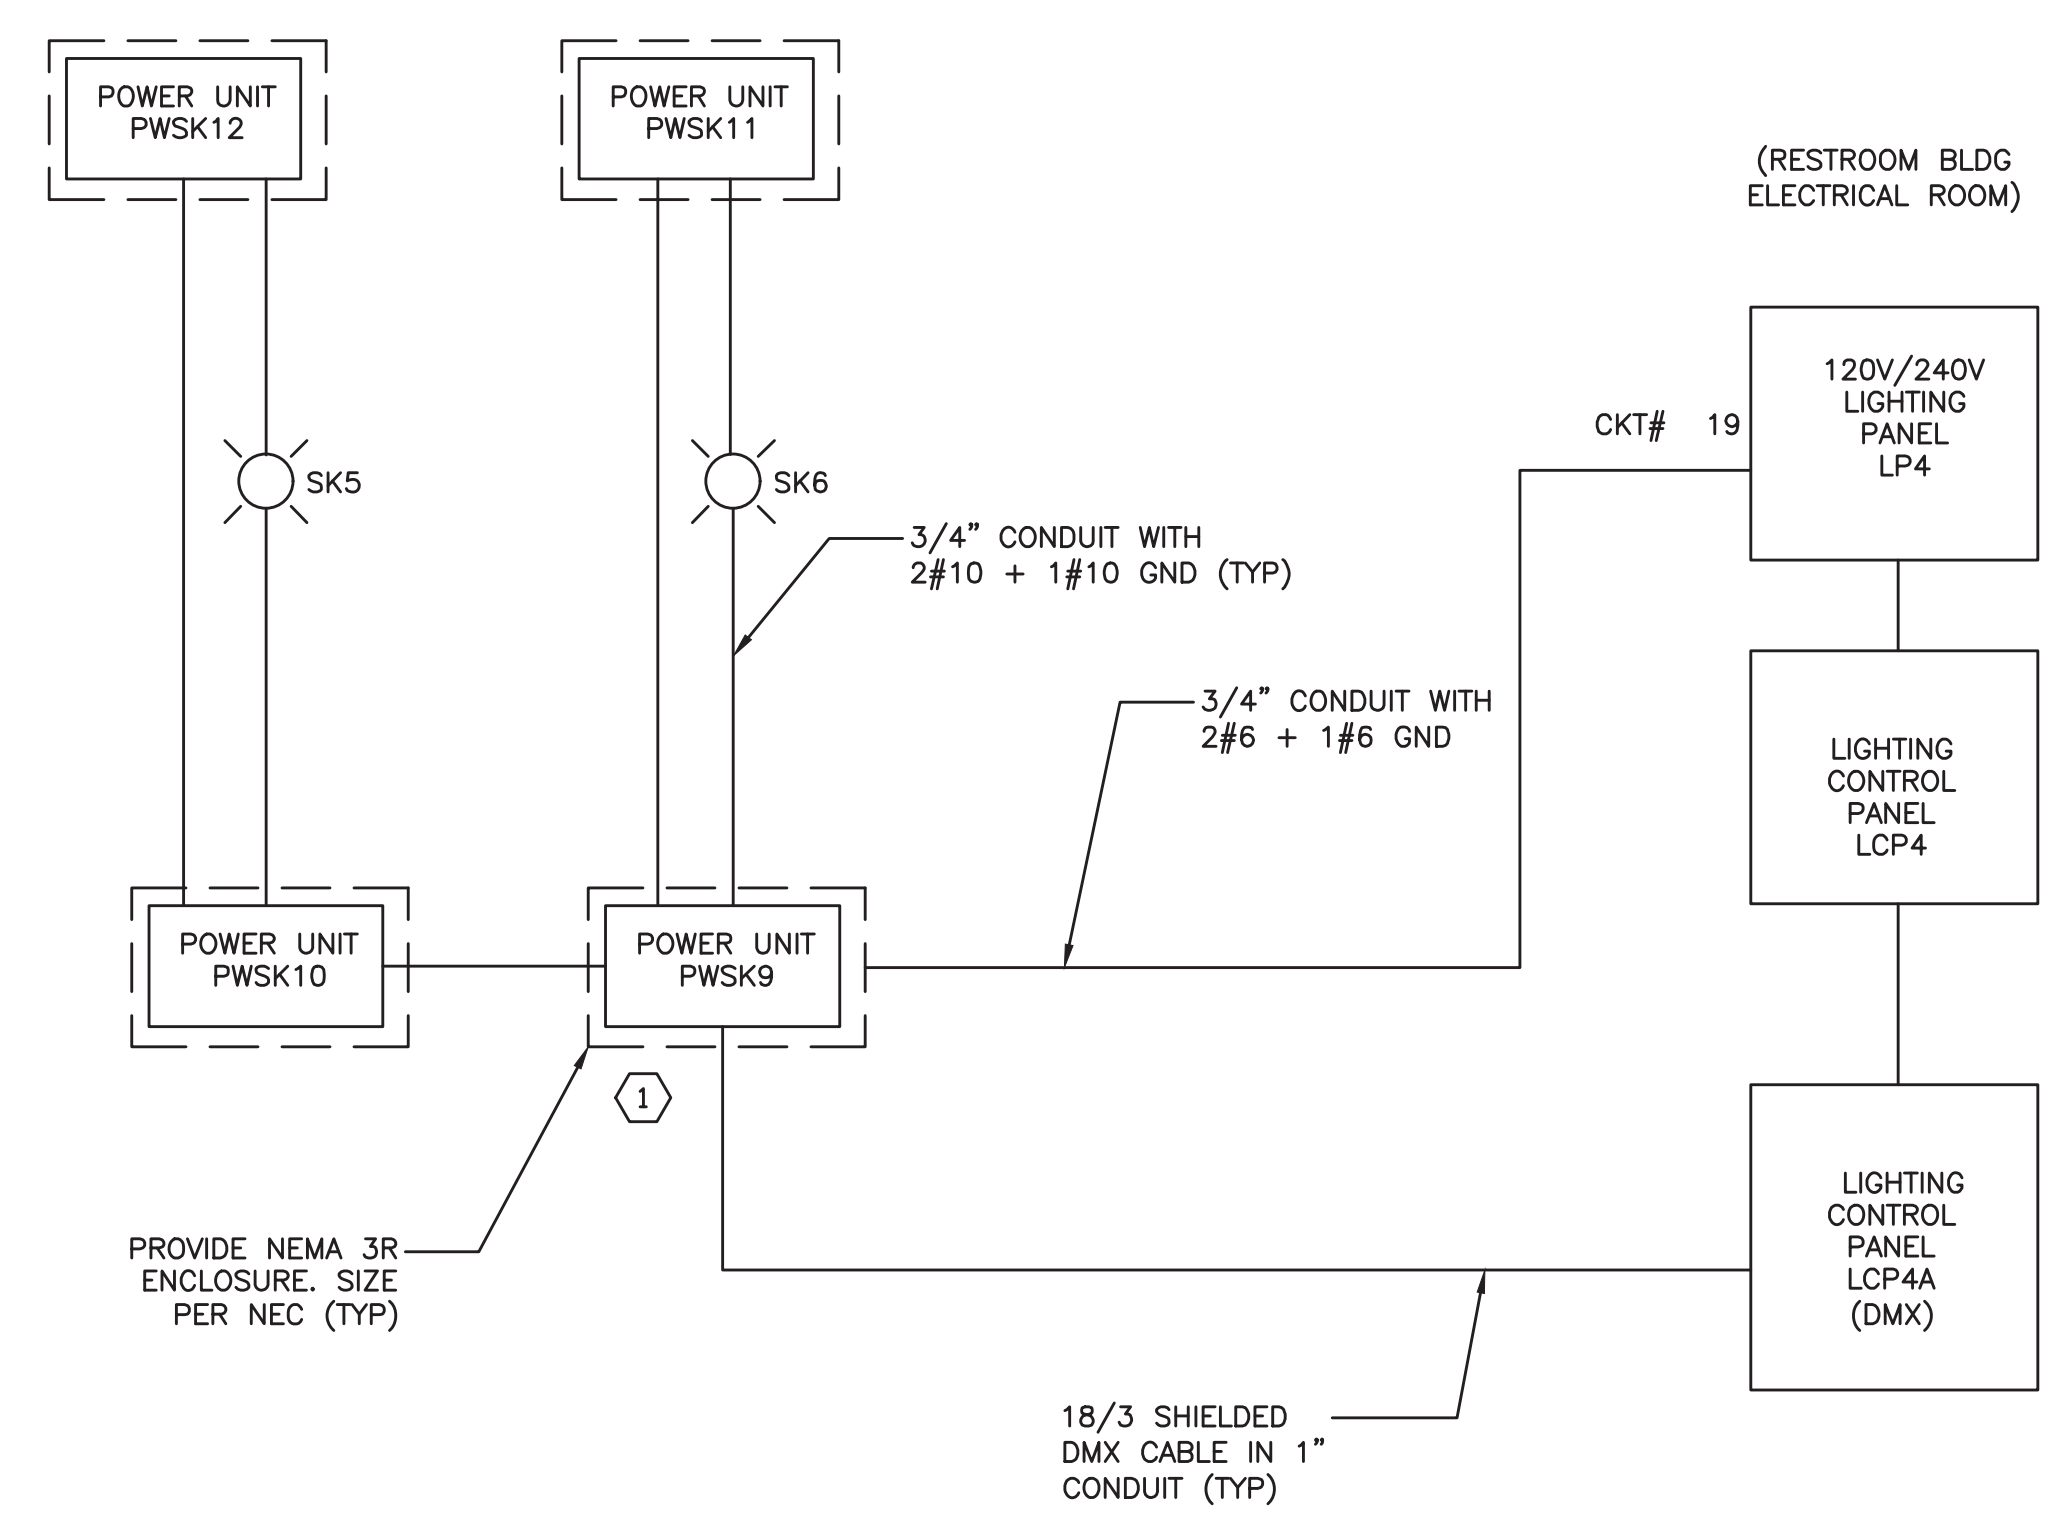 POWER UNIT
PWSK12
POWER UNIT
PWSK11
(RESTROOM BLDG
ELECTRICAL ROOM)
120V/240V
LIGHTING
PANEL
LP4
CKT# 19
SK5
SK6
3/4” CONDUIT WITH
2#10 + 1#10 GND (TYP)
3/4” CONDUIT WITH
2#6 + 1#6 GND
LIGHTING
CONTROL
PANEL
LCP4
POWER UNIT
PWSK10
POWER UNIT
PWSK9
1
PROVIDE NEMA 3R
ENCLOSURE. SIZE
PER NEC (TYP)
LIGHTING
CONTROL
PANEL
LCP4A
(DMX)
18/3 SHIELDED
DMX CABLE IN 1”
CONDUIT (TYP)